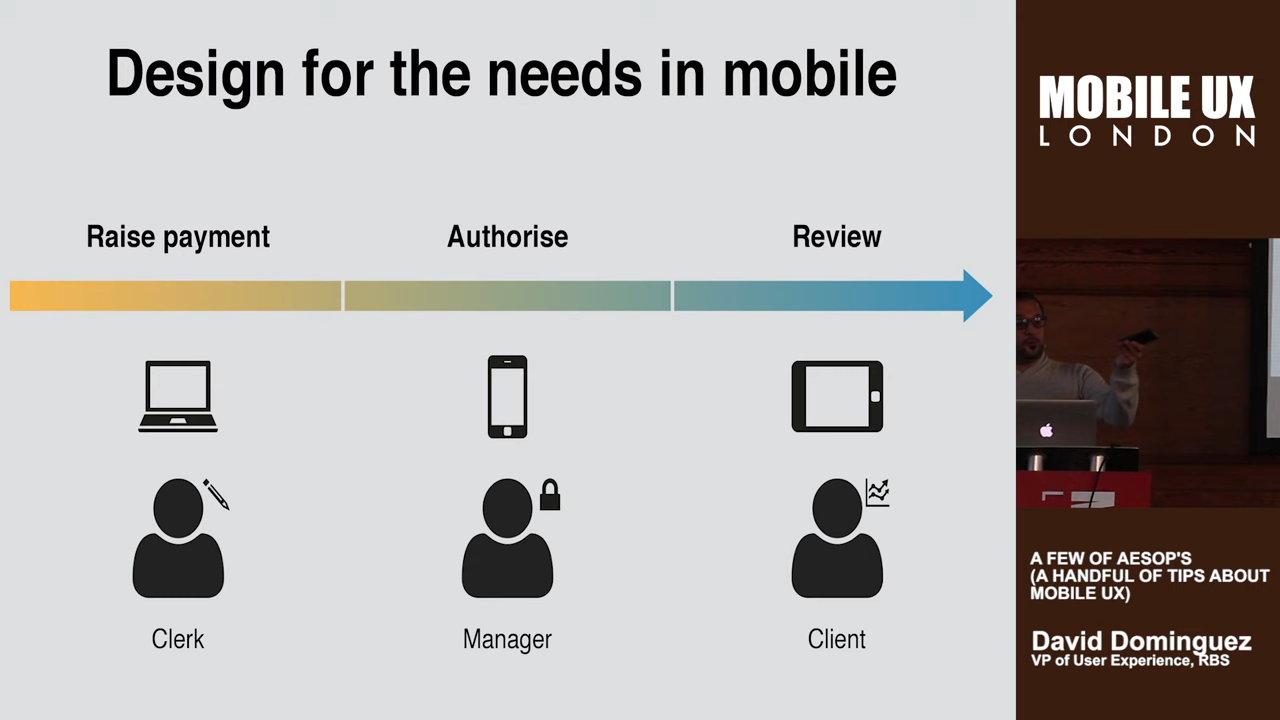 Design for the needs in mobile
Raise payment
Authorise
Review
Clerk
Manager
Client
MOBILE UX
LONDON
A FEW OF AESOP'S
(A HANDFUL OF TIPS ABOUT
MOBILE UX)
David Dominguez
VP of User Experience, RBS